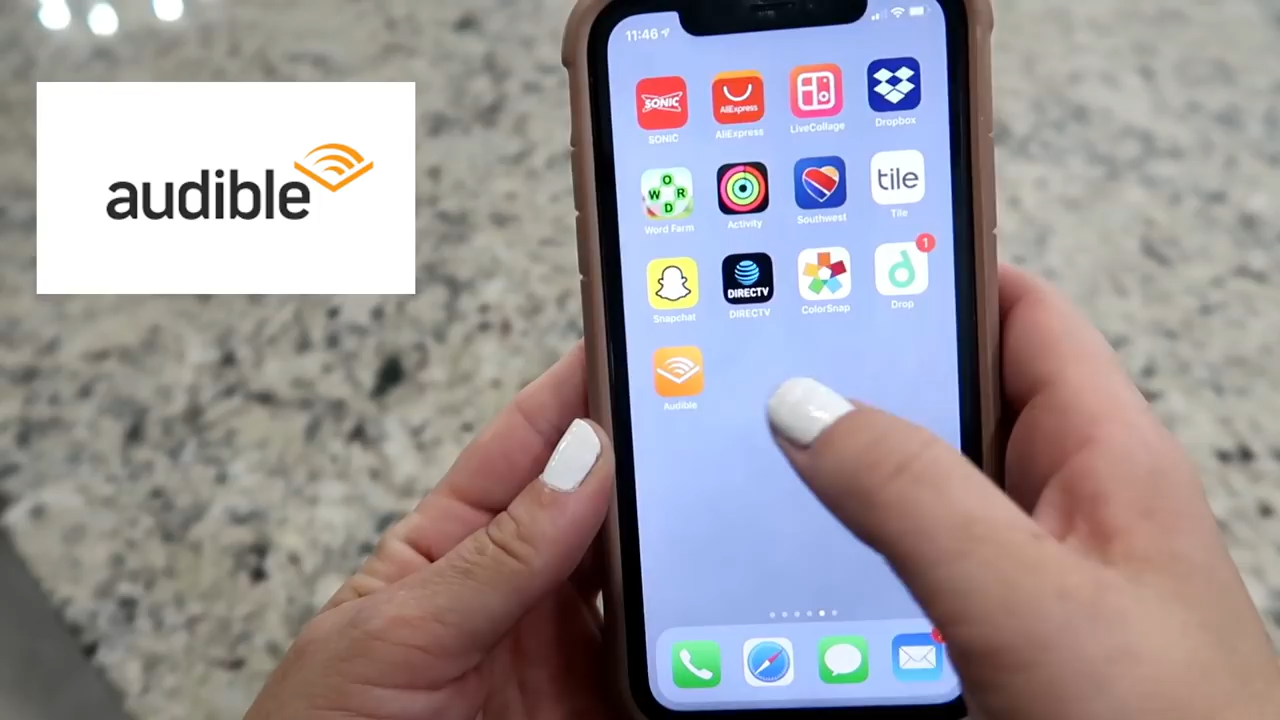 audible
11:46
SONIC
AliExpress
SONIC
AliExpress
LiveCollage
Dropbox
W O R D
tile
Word Farm
Activity
Southwest
Tile
1
DIRECTV
Snapchat
DIRECTV
ColorSnap
Drop
Audible